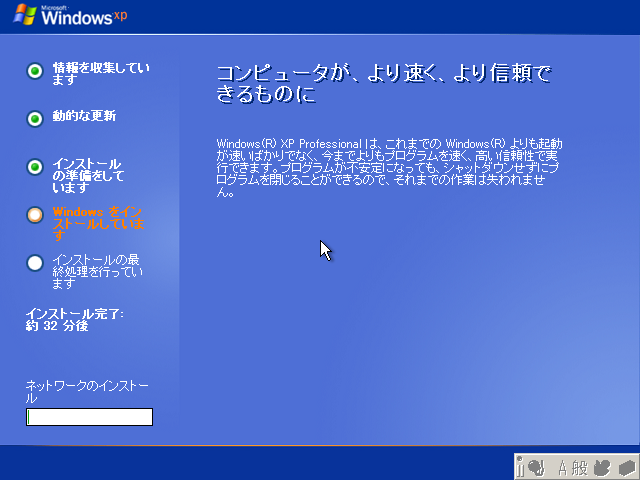 Microsoft
Windows xp
情報を収集してい
ます
動的な更新
インストール
の準備をして
います
Windows をイン
ストールしていま
す
インストールの最
終処理を行ってい
ます
インストール完了:
約 32 分後
ネットワークのインストー
ル
コンピュータが、より速く、より信頼で
きるものに
Windows(R) XP Professional は、これまでの Windows(R) よりも起動
が速いばかりでなく、今までよりもプログラムを速く、高い信頼性で実
行できます。プログラムが不安定になっても、シャットダウンせずにプ
ログラムを閉じることができるので、それまでの作業は失われませ
ん。
A 般